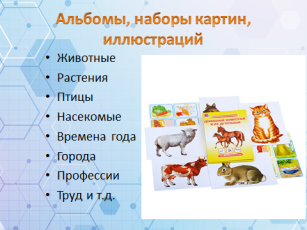 Альбомы, наборы картин,
иллюстраций
• Животные
• Растения
• Птицы
• Насекомые
• Времена года
• Города
• Профессии
• Труд и т.д.